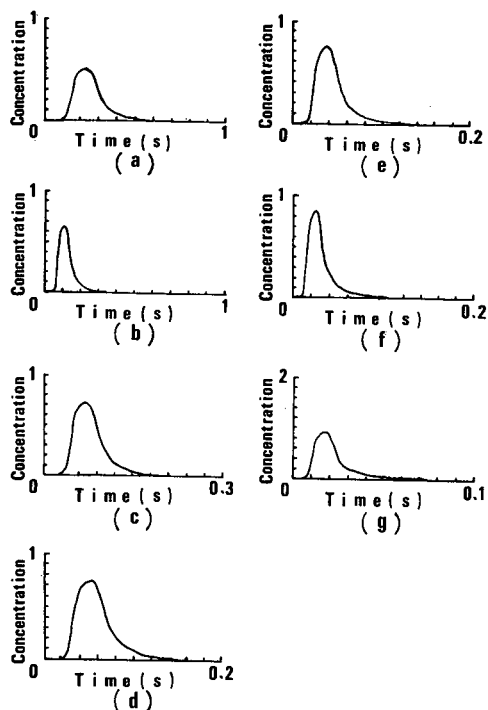 Concentration
1
0
1
Time(s)
(a)
Concentration
1
0
1
Time(s)
(b)
Concentration
1
0
0.3
Time(s)
(c)
Concentration
1
0
0.2
Time(s)
(d)
Concentration
1
0
0.2
Time(s)
(e)
Concentration
1
0
0.2
Time(s)
(f)
Concentration
2
0
0.1
Time(s)
(g)